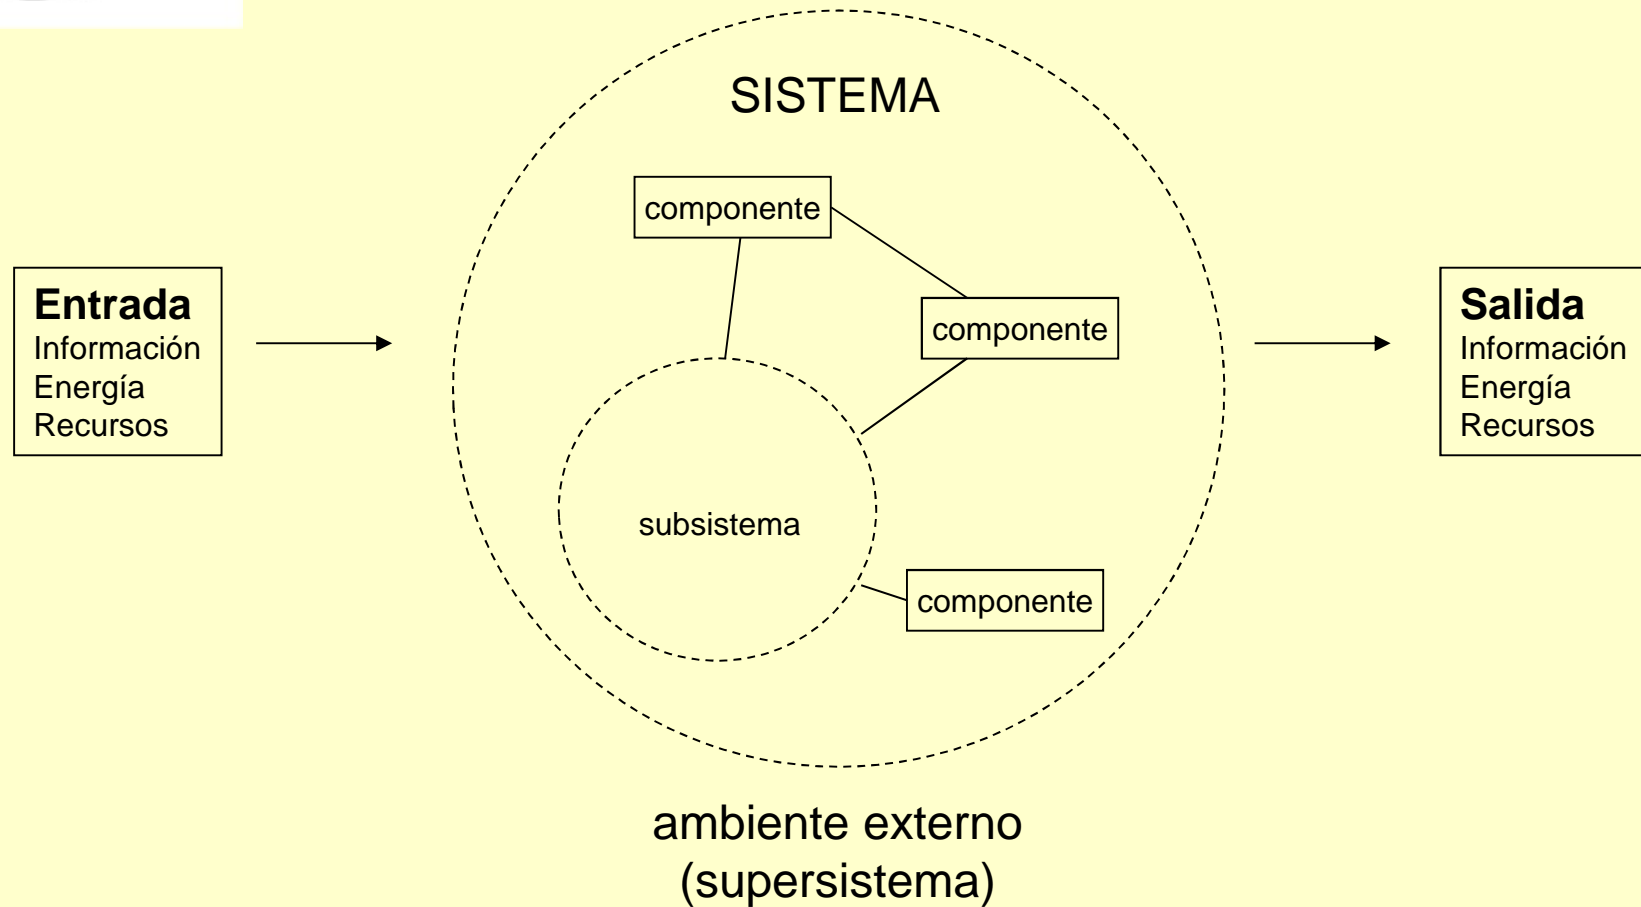 SISTEMA
componente
componente
Entrada
Información
Energía
Recursos
Salida
Información
Energía
Recursos
subsistema
componente
ambiente externo
(supersistema)